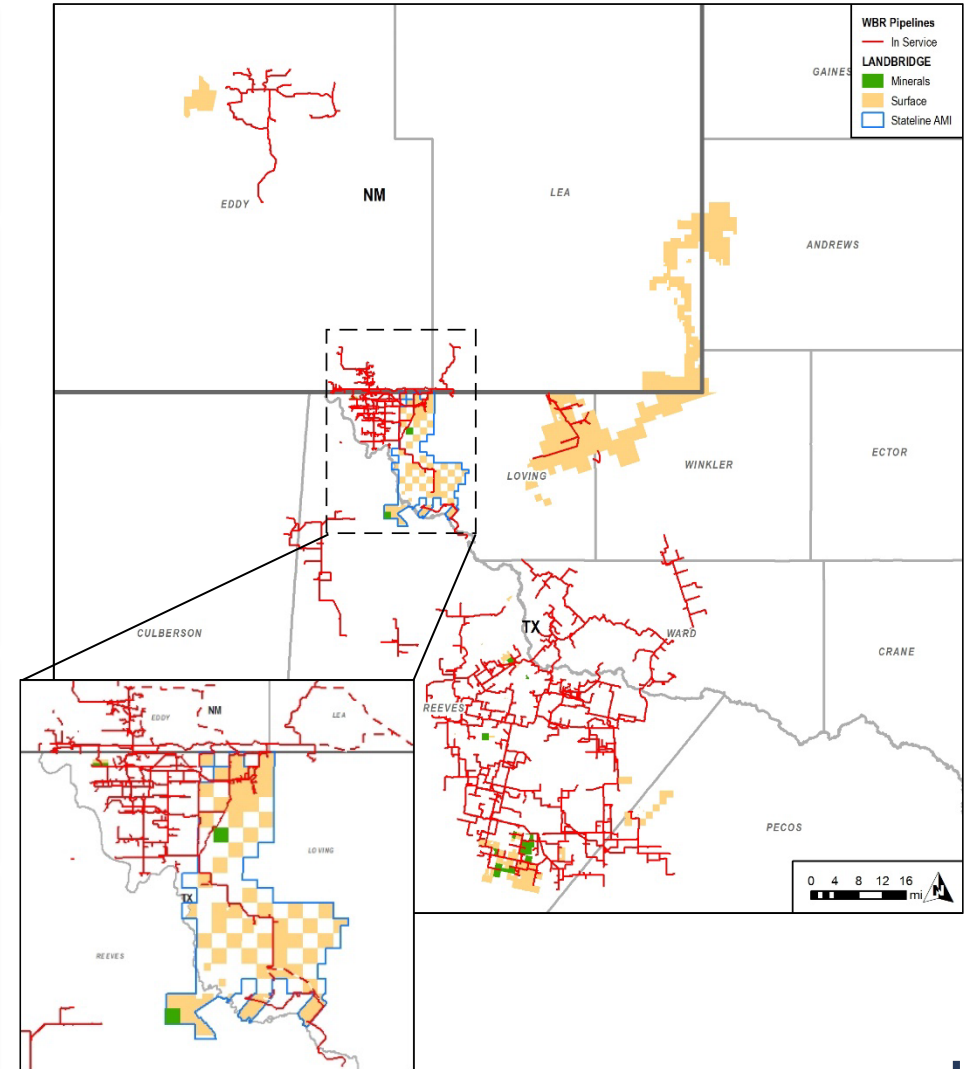 WBR Pipelines
In Service
LANDBRIDGE
Minerals
Surface
Stateline AMI
GAINES
EDDY
NM
LEA
ANDREWS
LOVING
WINKLER
ECTOR
CULBERSON
TX
WARD
CRANE
REEVES
PECOS
0 4 8 12 16
mi
N
EDDY
NM
LEA
LOVING
TX
REEVES